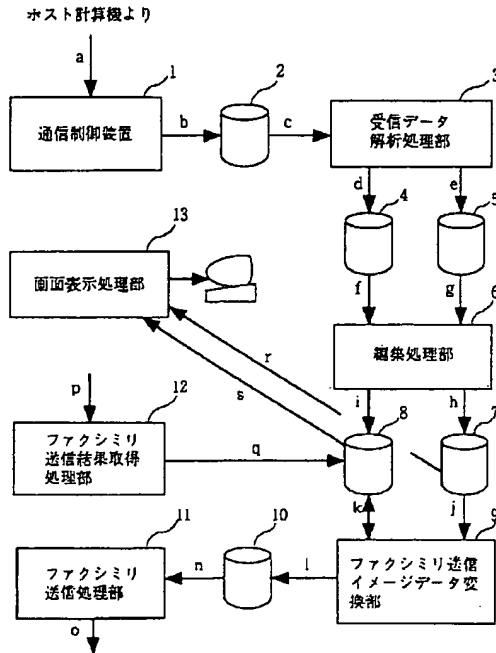 ホスト計算機より
a
1
2
3
通信制御装置
b
c
受信データ
解析処理部
d
e
4
5
13
画面表示処理部
f
g
6
編集処理部
r
s
i
h
p
12
8
7
ファクシミリ
送信結果取得
処理部
q
k
j
9
11
10
ファクシミリ
送信処理部
n
l
ファクシミリ送信
イメージデータ変
換部
o